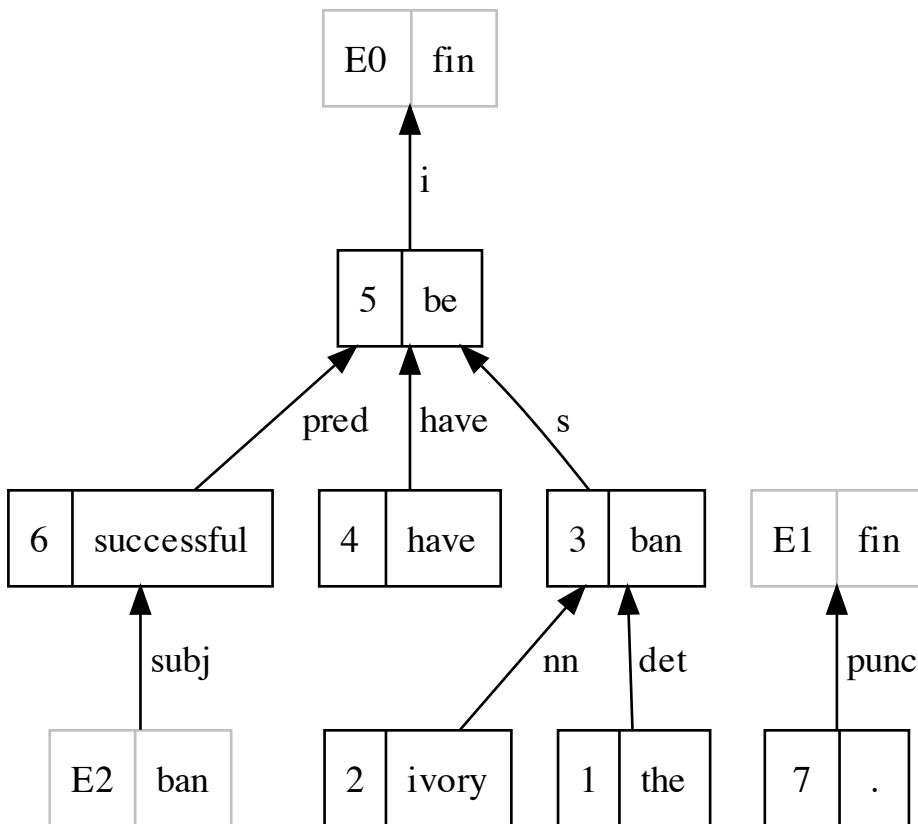 E0 fin
i
5 be
pred have s
6 successful 4 have 3 ban E1 fin
subj nn det punc
E2 ban 2 ivory 1 the 7 .